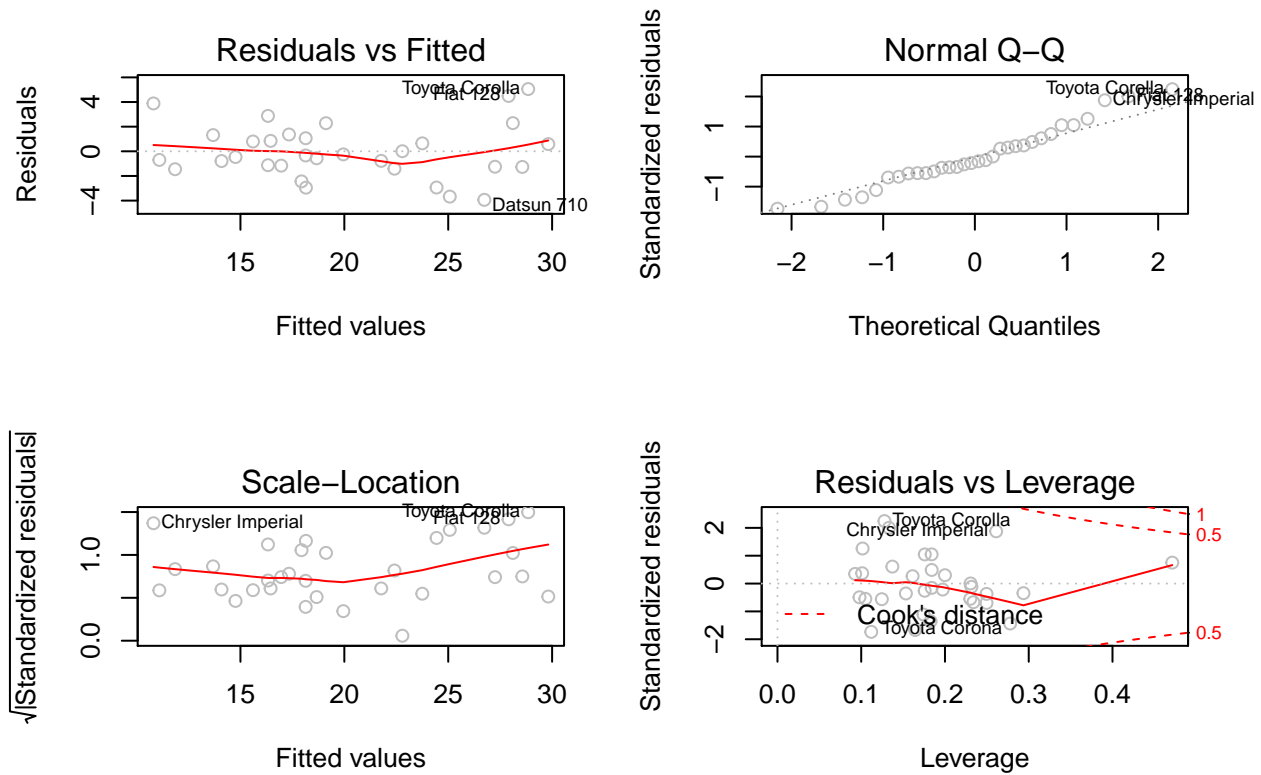 Residuals vs Fitted
Residuals
4
0
−4
Toyota Corolla
Fiat 128
Datsun 710
15 20 25 30
Fitted values
Normal Q−Q
Standardized residuals
1
−1
Toyota Corolla
Fiat 128
Chrysler Imperial
−2 −1 0 1 2
Theoretical Quantiles
Scale−Location
√|Standardized residuals|
1.0
0.0
Chrysler Imperial
Toyota Corolla
Fiat 128
15 20 25 30
Fitted values
Residuals vs Leverage
Standardized residuals
2
0
−2
Toyota Corolla
Chrysler Imperial
Cook's distance
Toyota Corona
1
0.5
0.5
0.0 0.1 0.2 0.3 0.4
Leverage